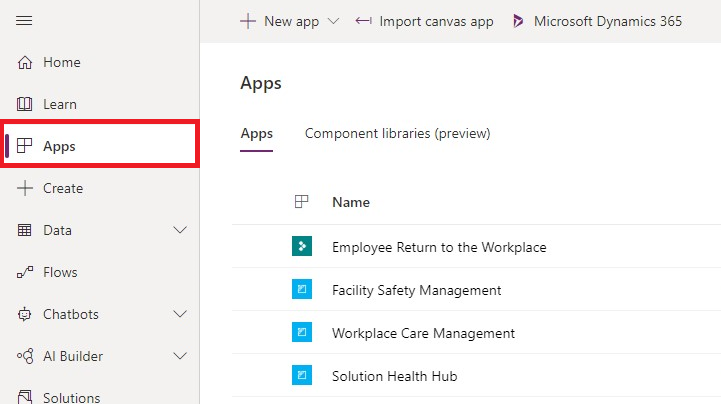 New app
Import canvas app
Microsoft Dynamics 365
Home
Learn
Apps
Create
Data
Flows
Chatbots
AI Builder
Solutions
Apps
Apps
Component libraries (preview)
Name
Employee Return to the Workplace
Facility Safety Management
Workplace Care Management
Solution Health Hub